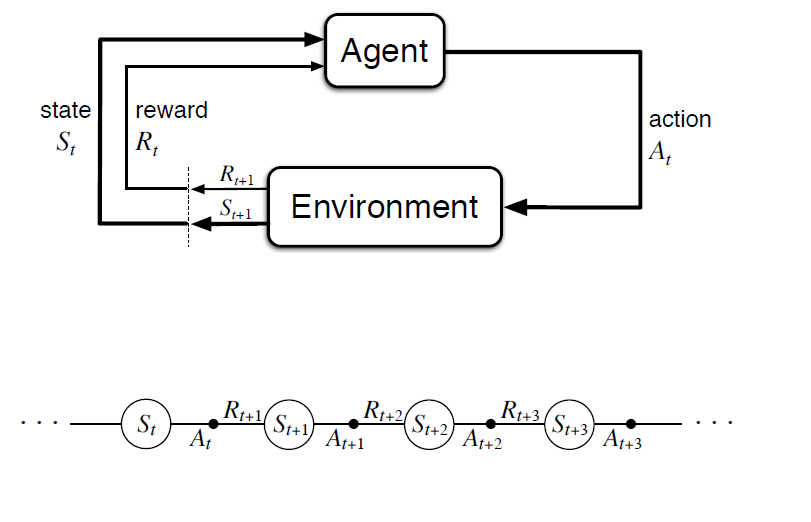 Agent
state
S_t
reward
R_t
action
A_t
R_{t+1}
S_{t+1}
Environment
· · · S_t A_t R_{t+1} S_{t+1} A_{t+1} R_{t+2} S_{t+2} A_{t+2} R_{t+3} S_{t+3} A_{t+3} · · ·